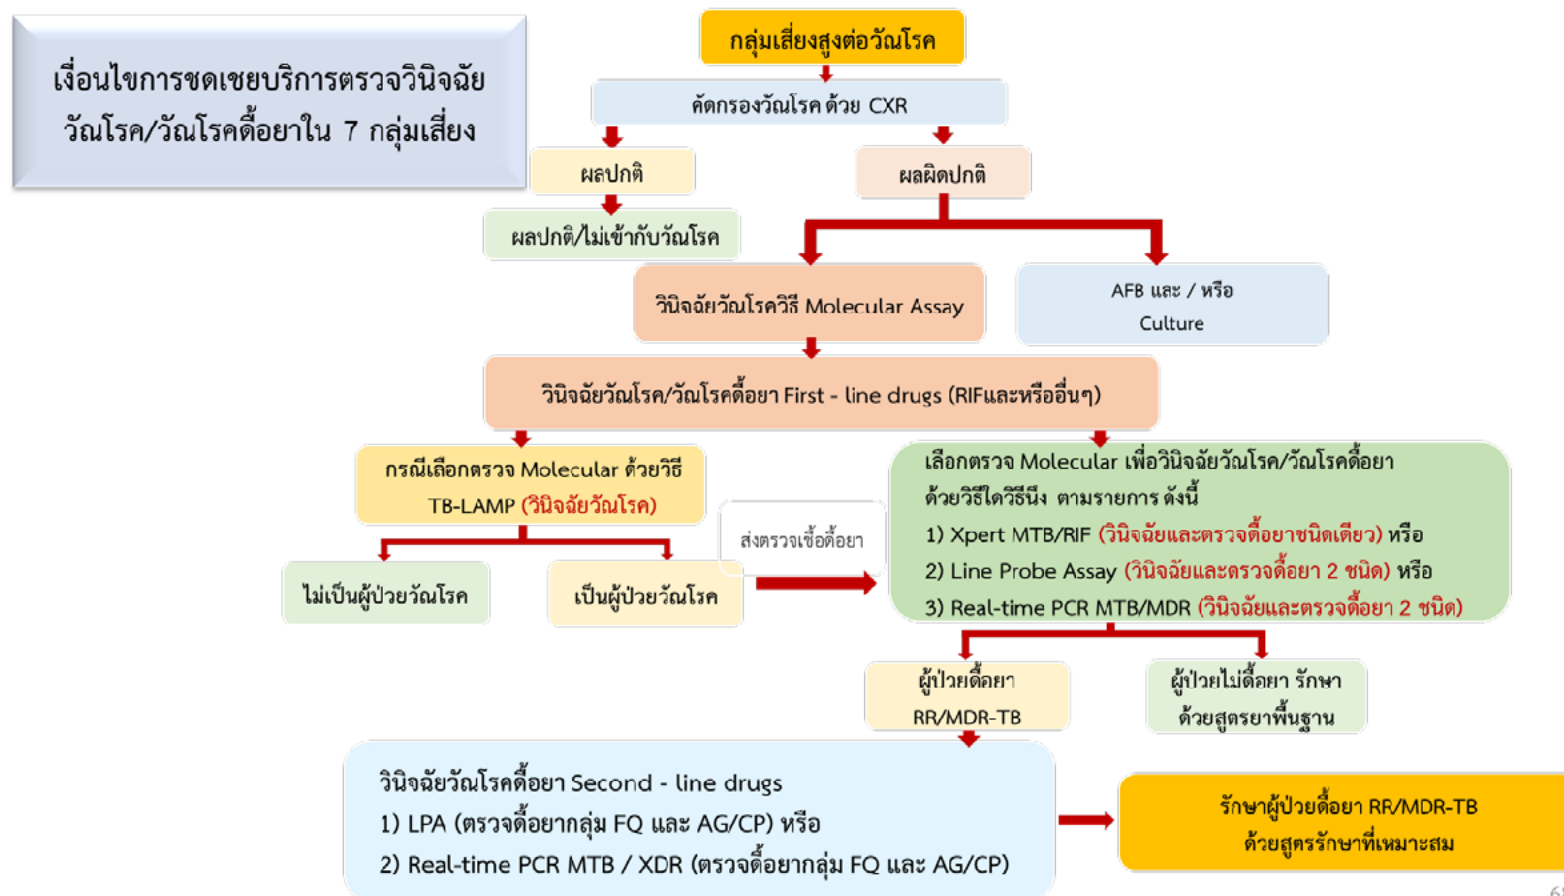 เงื่อนไขการชดเชยบริการตรวจวินิจฉัย
วัณโรค/วัณโรคดื้อยาใน 7 กลุ่มเสี่ยง
กลุ่มเสี่ยงสูงต่อวัณโรค
คัดกรองวัณโรค ด้วย CXR
ผลปกติ
ผลผิดปกติ
ผลปกติ/ไม่เข้ากับวัณโรค
วินิจฉัยวัณโรควิธี Molecular Assay
AFB และ / หรือ
Culture
วินิจฉัยวัณโรค/วัณโรคดื้อยา First - line drugs (RIFและหรืออื่นๆ)
กรณีเลือกตรวจ Molecular ด้วยวิธี
TB-LAMP (วินิจฉัยวัณโรค)
ไม่เป็นผู้ป่วยวัณโรค
เป็นผู้ป่วยวัณโรค
ส่งตรวจเชื้อดื้อยา
เลือกตรวจ Molecular เพื่อวินิจฉัยวัณโรค/วัณโรคดื้อยา
ด้วยวิธีใดวิธีนึง ตามรายการ ดังนี้
1) Xpert MTB/RIF (วินิจฉัยและตรวจดื้อยาชนิดเดียว) หรือ
2) Line Probe Assay (วินิจฉัยและตรวจดื้อยา 2 ชนิด) หรือ
3) Real-time PCR MTB/MDR (วินิจฉัยและตรวจดื้อยา 2 ชนิด)
ผู้ป่วยดื้อยา
RR/MDR-TB
ผู้ป่วยไม่ดื้อยา รักษา
ด้วยสูตรยาพื้นฐาน
วินิจฉัยวัณโรคดื้อยา Second - line drugs
1) LPA (ตรวจดื้อยากลุ่ม FQ และ AG/CP) หรือ
2) Real-time PCR MTB / XDR (ตรวจดื้อยากลุ่ม FQ และ AG/CP)
รักษาผู้ป่วยดื้อยา RR/MDR-TB
ด้วยสูตรรักษาที่เหมาะสม